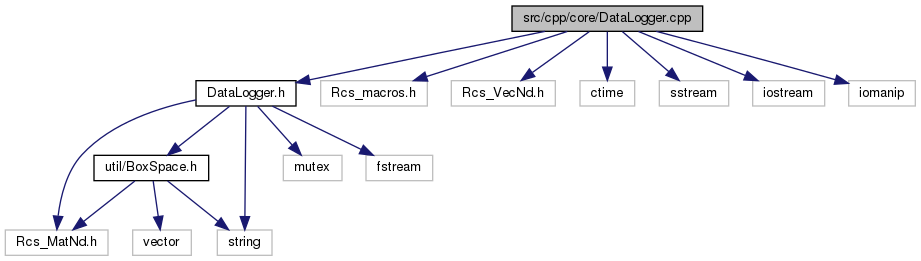 src/cpp/core/DataLogger.cpp
DataLogger.h
Rcs_macros.h
Rcs_VecNd.h
ctime
sstream
iostream
iomanip
util/BoxSpace.h
mutex
fstream
Rcs_MatNd.h
vector
string